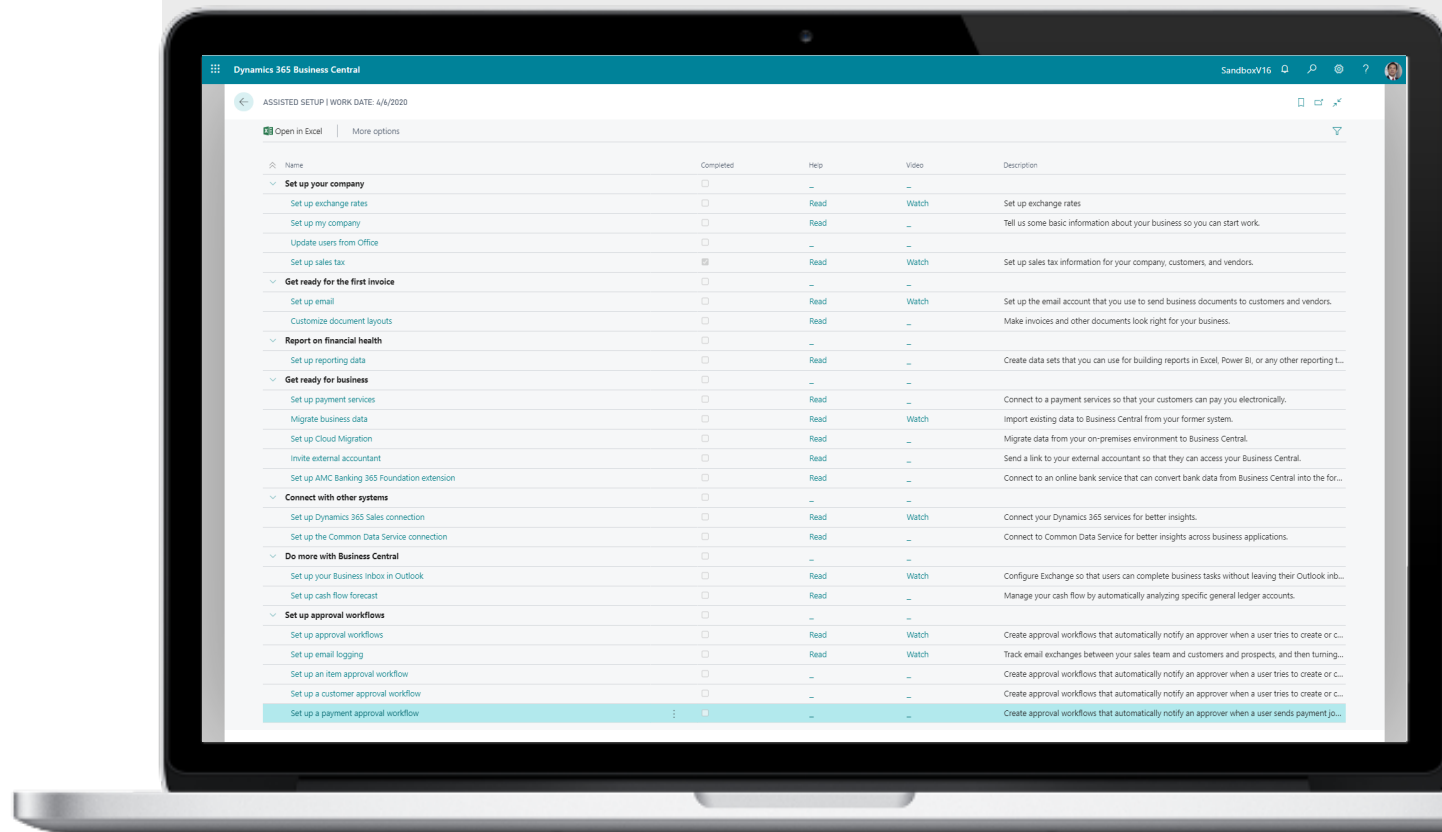 Dynamics 365 Business Central SandboxV16 ?
ASSISTED SETUP | WORK DATE: 4/6/2020
Open in Excel More options
Name Completed Help Video Description
Set up your company _ _
Set up exchange rates Read Watch Set up exchange rates
Set up my company Read _ Tell us some basic information about your business so you can start work.
Update users from Office _ _
Set up sales tax Read Watch Set up sales tax information for your company, customers, and vendors.
Get ready for the first invoice _ _
Set up email Read Watch Set up the email account that you use to send business documents to customers and vendors.
Customize document layouts Read _ Make invoices and other documents look right for your business.
Report on financial health _ _
Set up reporting data Read _ Create data sets that you can use for building reports in Excel, Power BI, or any other reporting t...
Get ready for business _ _
Set up payment services Read _ Connect to a payment services so that your customers can pay you electronically.
Migrate business data Read Watch Import existing data to Business Central from your former system.
Set up Cloud Migration Read _ Migrate data from your on-premises environment to Business Central.
Invite external accountant Read _ Send a link to your external accountant so that they can access your Business Central.
Set up AMC Banking 365 Foundation extension Read _ Connect to an online bank service that can convert bank data from Business Central into the for...
Connect with other systems _ _
Set up Dynamics 365 Sales connection Read Watch Connect your Dynamics 365 services for better insights.
Set up the Common Data Service connection Read _ Connect to Common Data Service for better insights across business applications.
Do more with Business Central _ _
Set up your Business Inbox in Outlook Read Watch Configure Exchange so that users can complete business tasks without leaving their Outlook inb...
Set up cash flow forecast Read _ Manage your cash flow by automatically analyzing specific general ledger accounts.
Set up approval workflows _ _
Set up approval workflows Read Watch Create approval workflows that automatically notify an approver when a user tries to create or c...
Set up email logging Read Watch Track email exchanges between your sales team and customers and prospects, and then turning...
Set up an item approval workflow _ _ Create approval workflows that automatically notify an approver when a user tries to create or c...
Set up a customer approval workflow _ _ Create approval workflows that automatically notify an approver when a user tries to create or c...
Set up a payment approval workflow _ _ Create approval workflows that automatically notify an approver when a user sends payment jo...